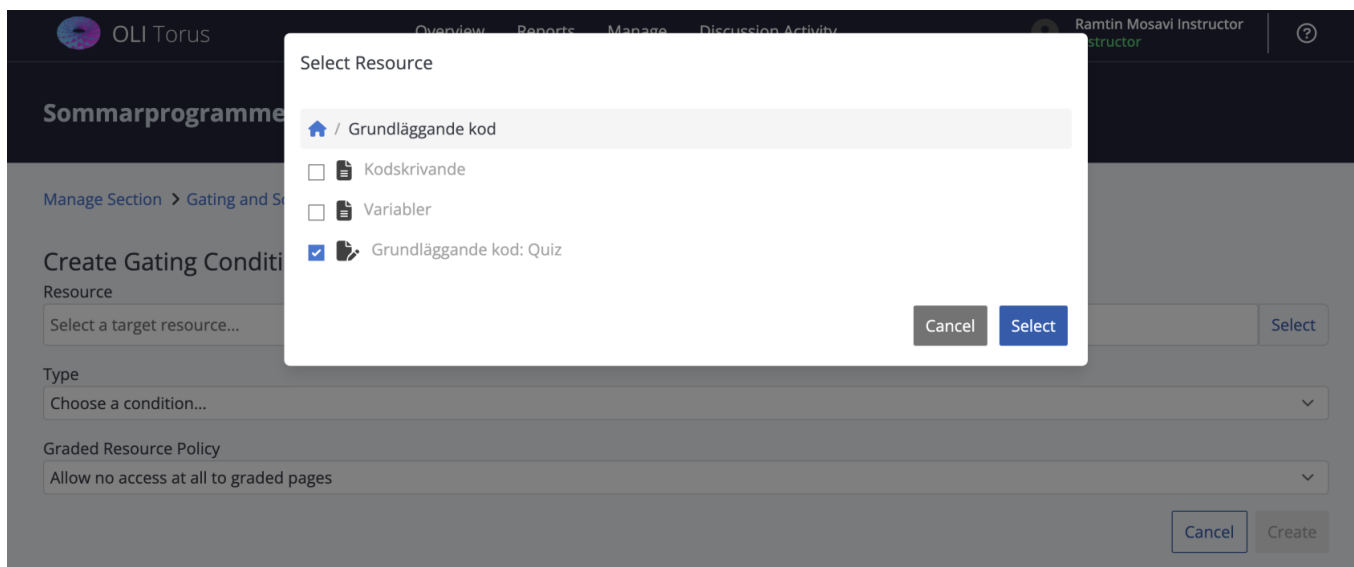 OLI Torus
Overview Reports Manage Discussion Activity
Ramtin Mosavi Instructor
structor
Select Resource
Sommarprogramme
/ Grundläggande kod
Kodskrivande
Variabler
Grundläggande kod: Quiz
Manage Section > Gating and Sc
Create Gating Conditi
Resource
Select a target resource...
Select
Cancel Select
Type
Choose a condition...
Graded Resource Policy
Allow no access at all to graded pages
Cancel Create